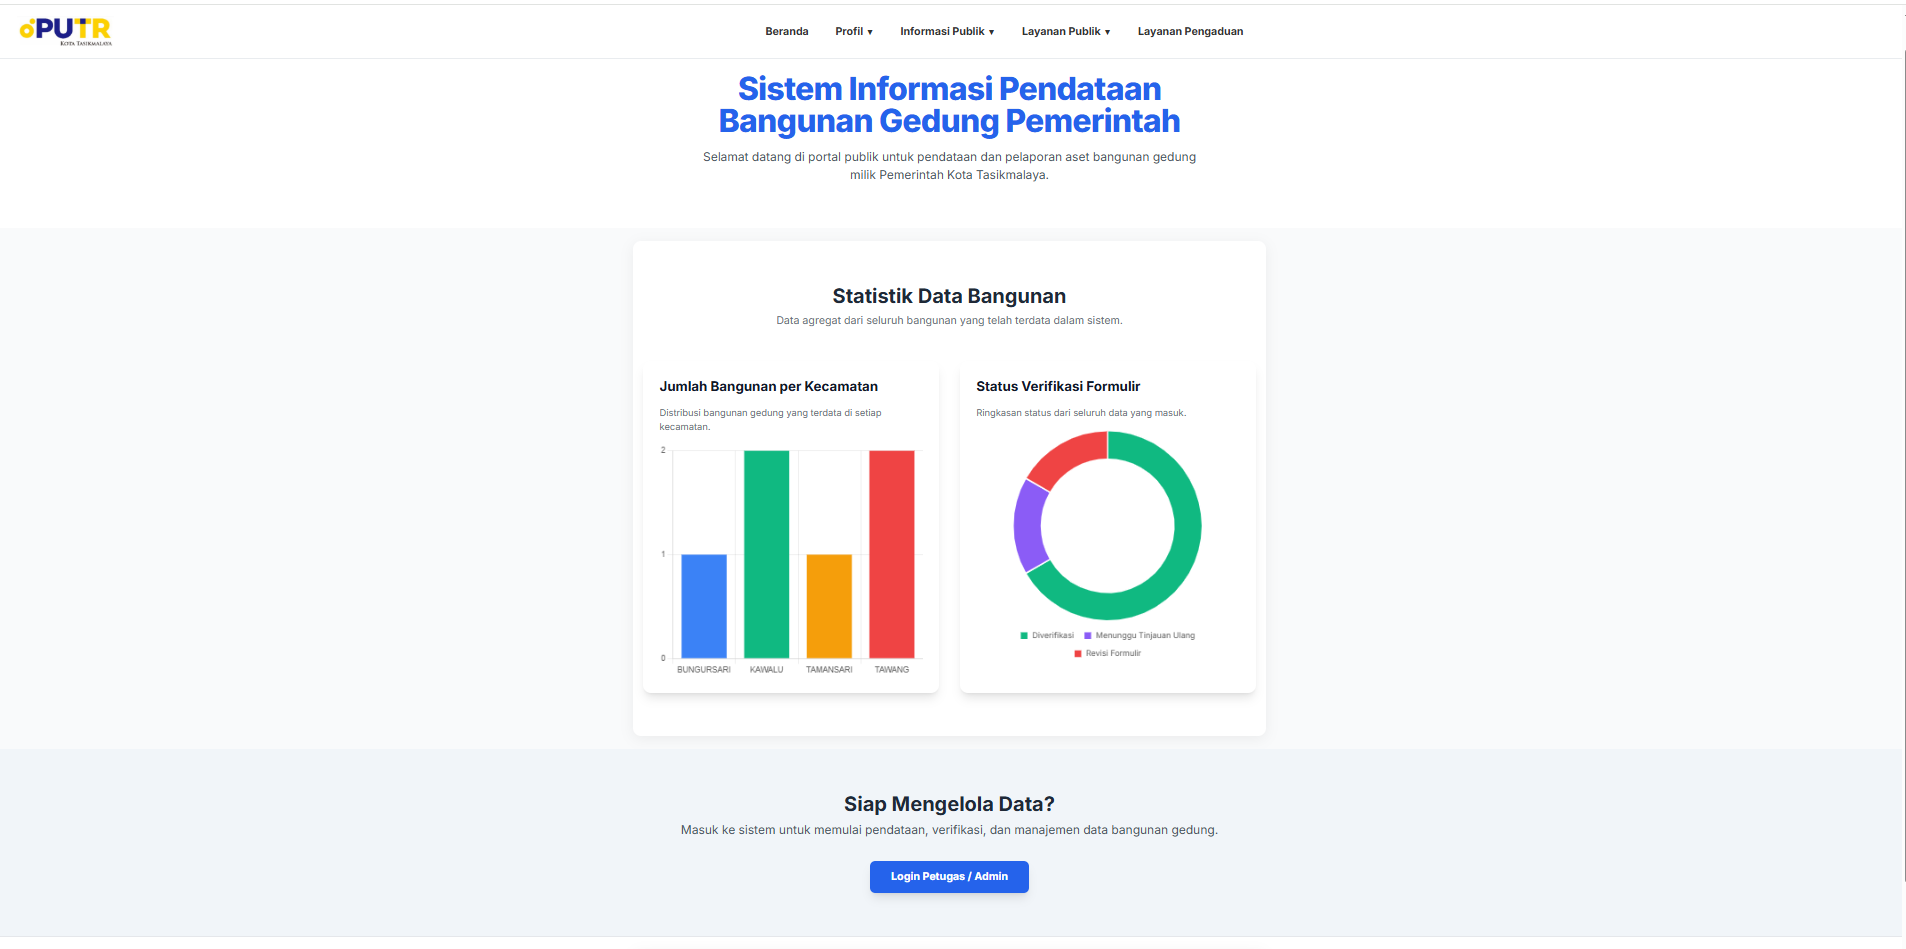 PUTR
KOTA TASIKMALAYA
Beranda
Profil ▼
Informasi Publik ▼
Layanan Publik ▼
Layanan Pengaduan
Sistem Informasi Pendataan
Bangunan Gedung Pemerintah
Selamat datang di portal publik untuk pendataan dan pelaporan aset bangunan gedung
milik Pemerintah Kota Tasikmalaya.
Statistik Data Bangunan
Data agregat dari seluruh bangunan yang telah terdata dalam sistem.
Jumlah Bangunan per Kecamatan
Distribusi bangunan gedung yang terdata di setiap
kecamatan.
2
1
0
BUNGURSARI
KAWALU
TAMANSARI
TAWANG
Status Verifikasi Formulir
Ringkasan status dari seluruh data yang masuk.
Diverifikasi
Menunggu Tinjauan Ulang
Revisi Formulir
Siap Mengelola Data?
Masuk ke sistem untuk memulai pendataan, verifikasi, dan manajemen data bangunan gedung.
Login Petugas / Admin